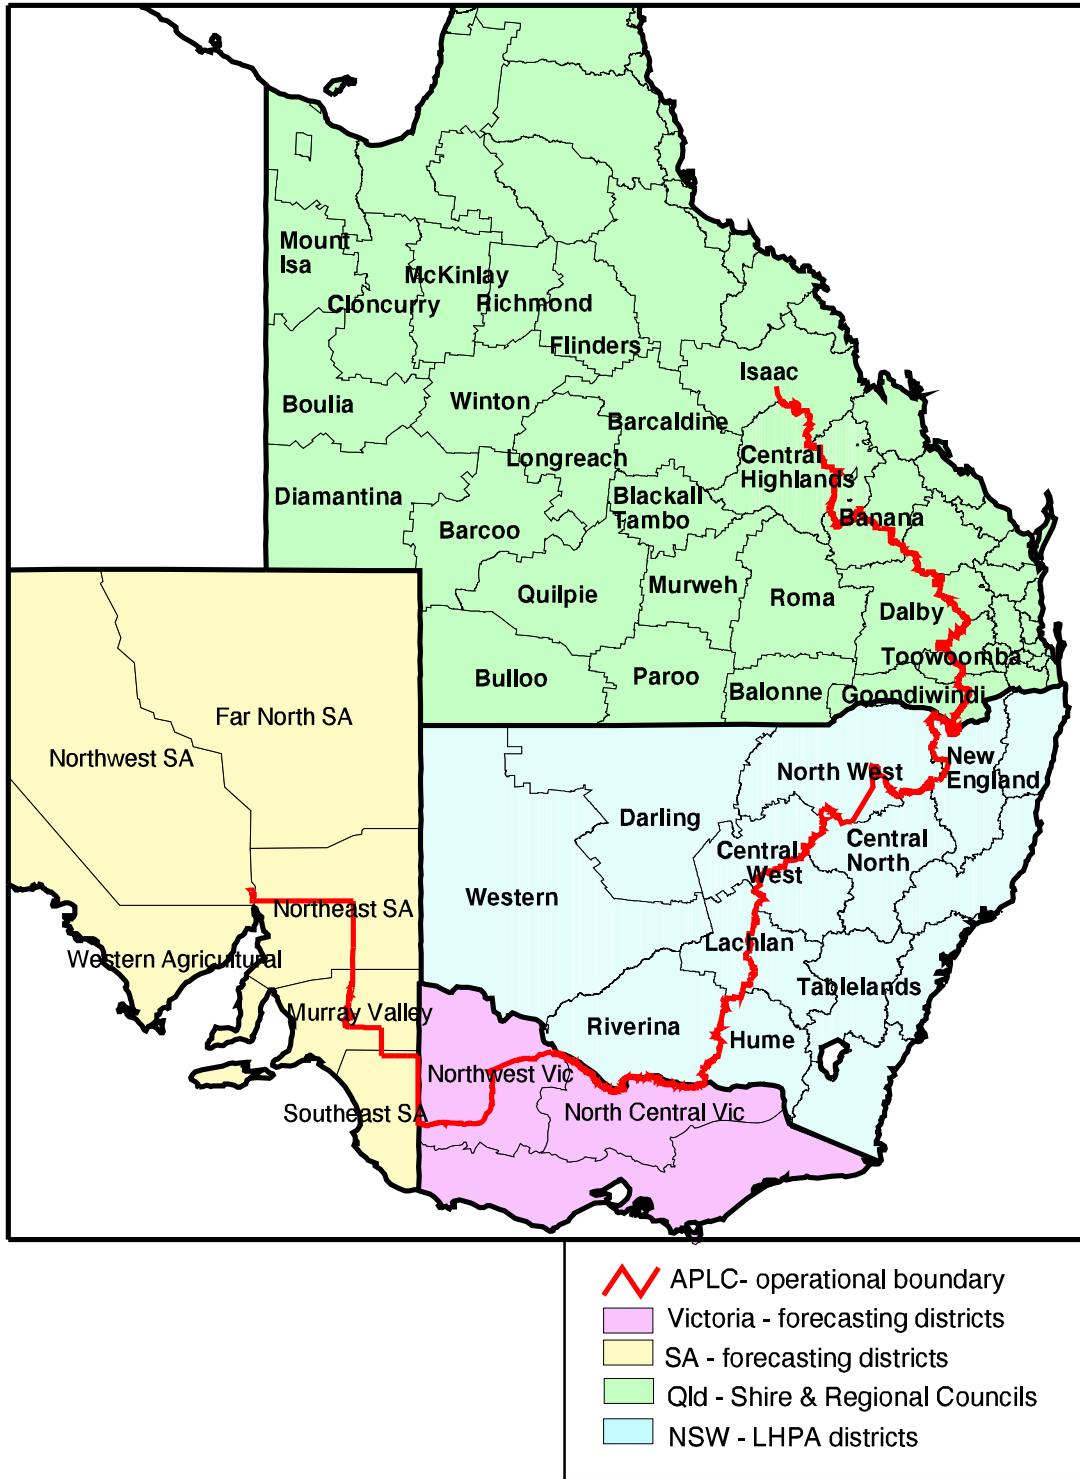 Mount
Isa
McKinlay
Cloncurry
Richmond
Flinders
Isaac
Boulia
Winton
Barcaldine
Longreach
Central
Highlands
Diamantina
Blackall
Tambo
Barcoo
Banana
Quilpie
Murweh
Roma
Dalby
Toowoomba
Bulloo
Paroo
Balonne
Goondiwindi
Far North SA
Northwest SA
North West
New
England
Darling
Central
North
Central
West
Western
Northeast SA
Lachlan
Western Agricultural
Tablelands
Murray Valley
Riverina
Hume
Northwest Vic
Southeast SA
North Central Vic
APLC- operational boundary
Victoria - forecasting districts
SA - forecasting districts
Qld - Shire & Regional Councils
NSW - LHPA districts